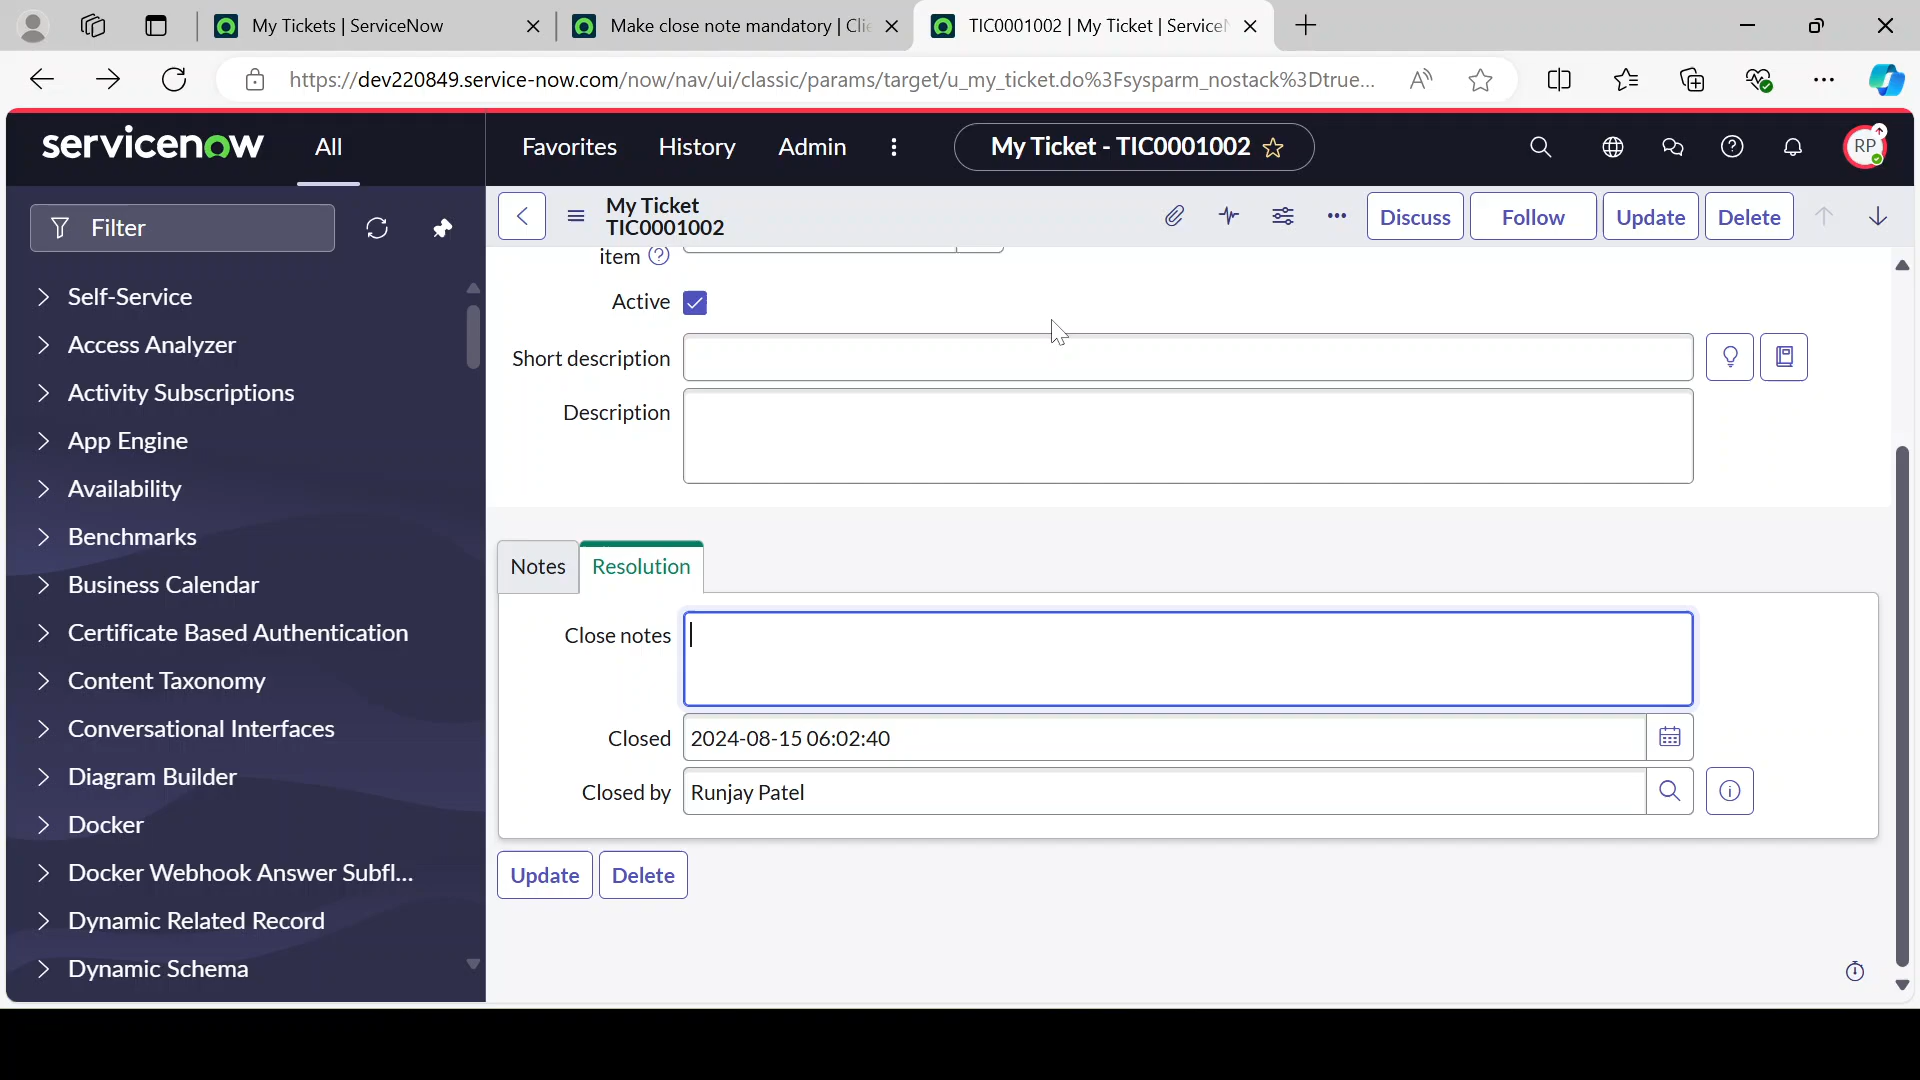 My Tickets | ServiceNow
Make close note mandatory | Clie
TIC0001002 | My Ticket | ServiceN
https://dev220849.service-now.com/now/nav/ui/classic/params/target/u_my_ticket.do%3Fsysparm_nostack%3Dtrue...
servicenow
All
Favorites
History
Admin
My Ticket - TIC0001002
RP
Filter
My Ticket
TIC0001002
Discuss
Follow
Update
Delete
Self-Service
Access Analyzer
Activity Subscriptions
App Engine
Availability
Benchmarks
Business Calendar
Certificate Based Authentication
Content Taxonomy
Conversational Interfaces
Diagram Builder
Docker
Docker Webhook Answer Subfl...
Dynamic Related Record
Dynamic Schema
item
Active
Short description
Description
Notes
Resolution
Close notes
Closed 2024-08-15 06:02:40
Closed by Runjay Patel
Update
Delete